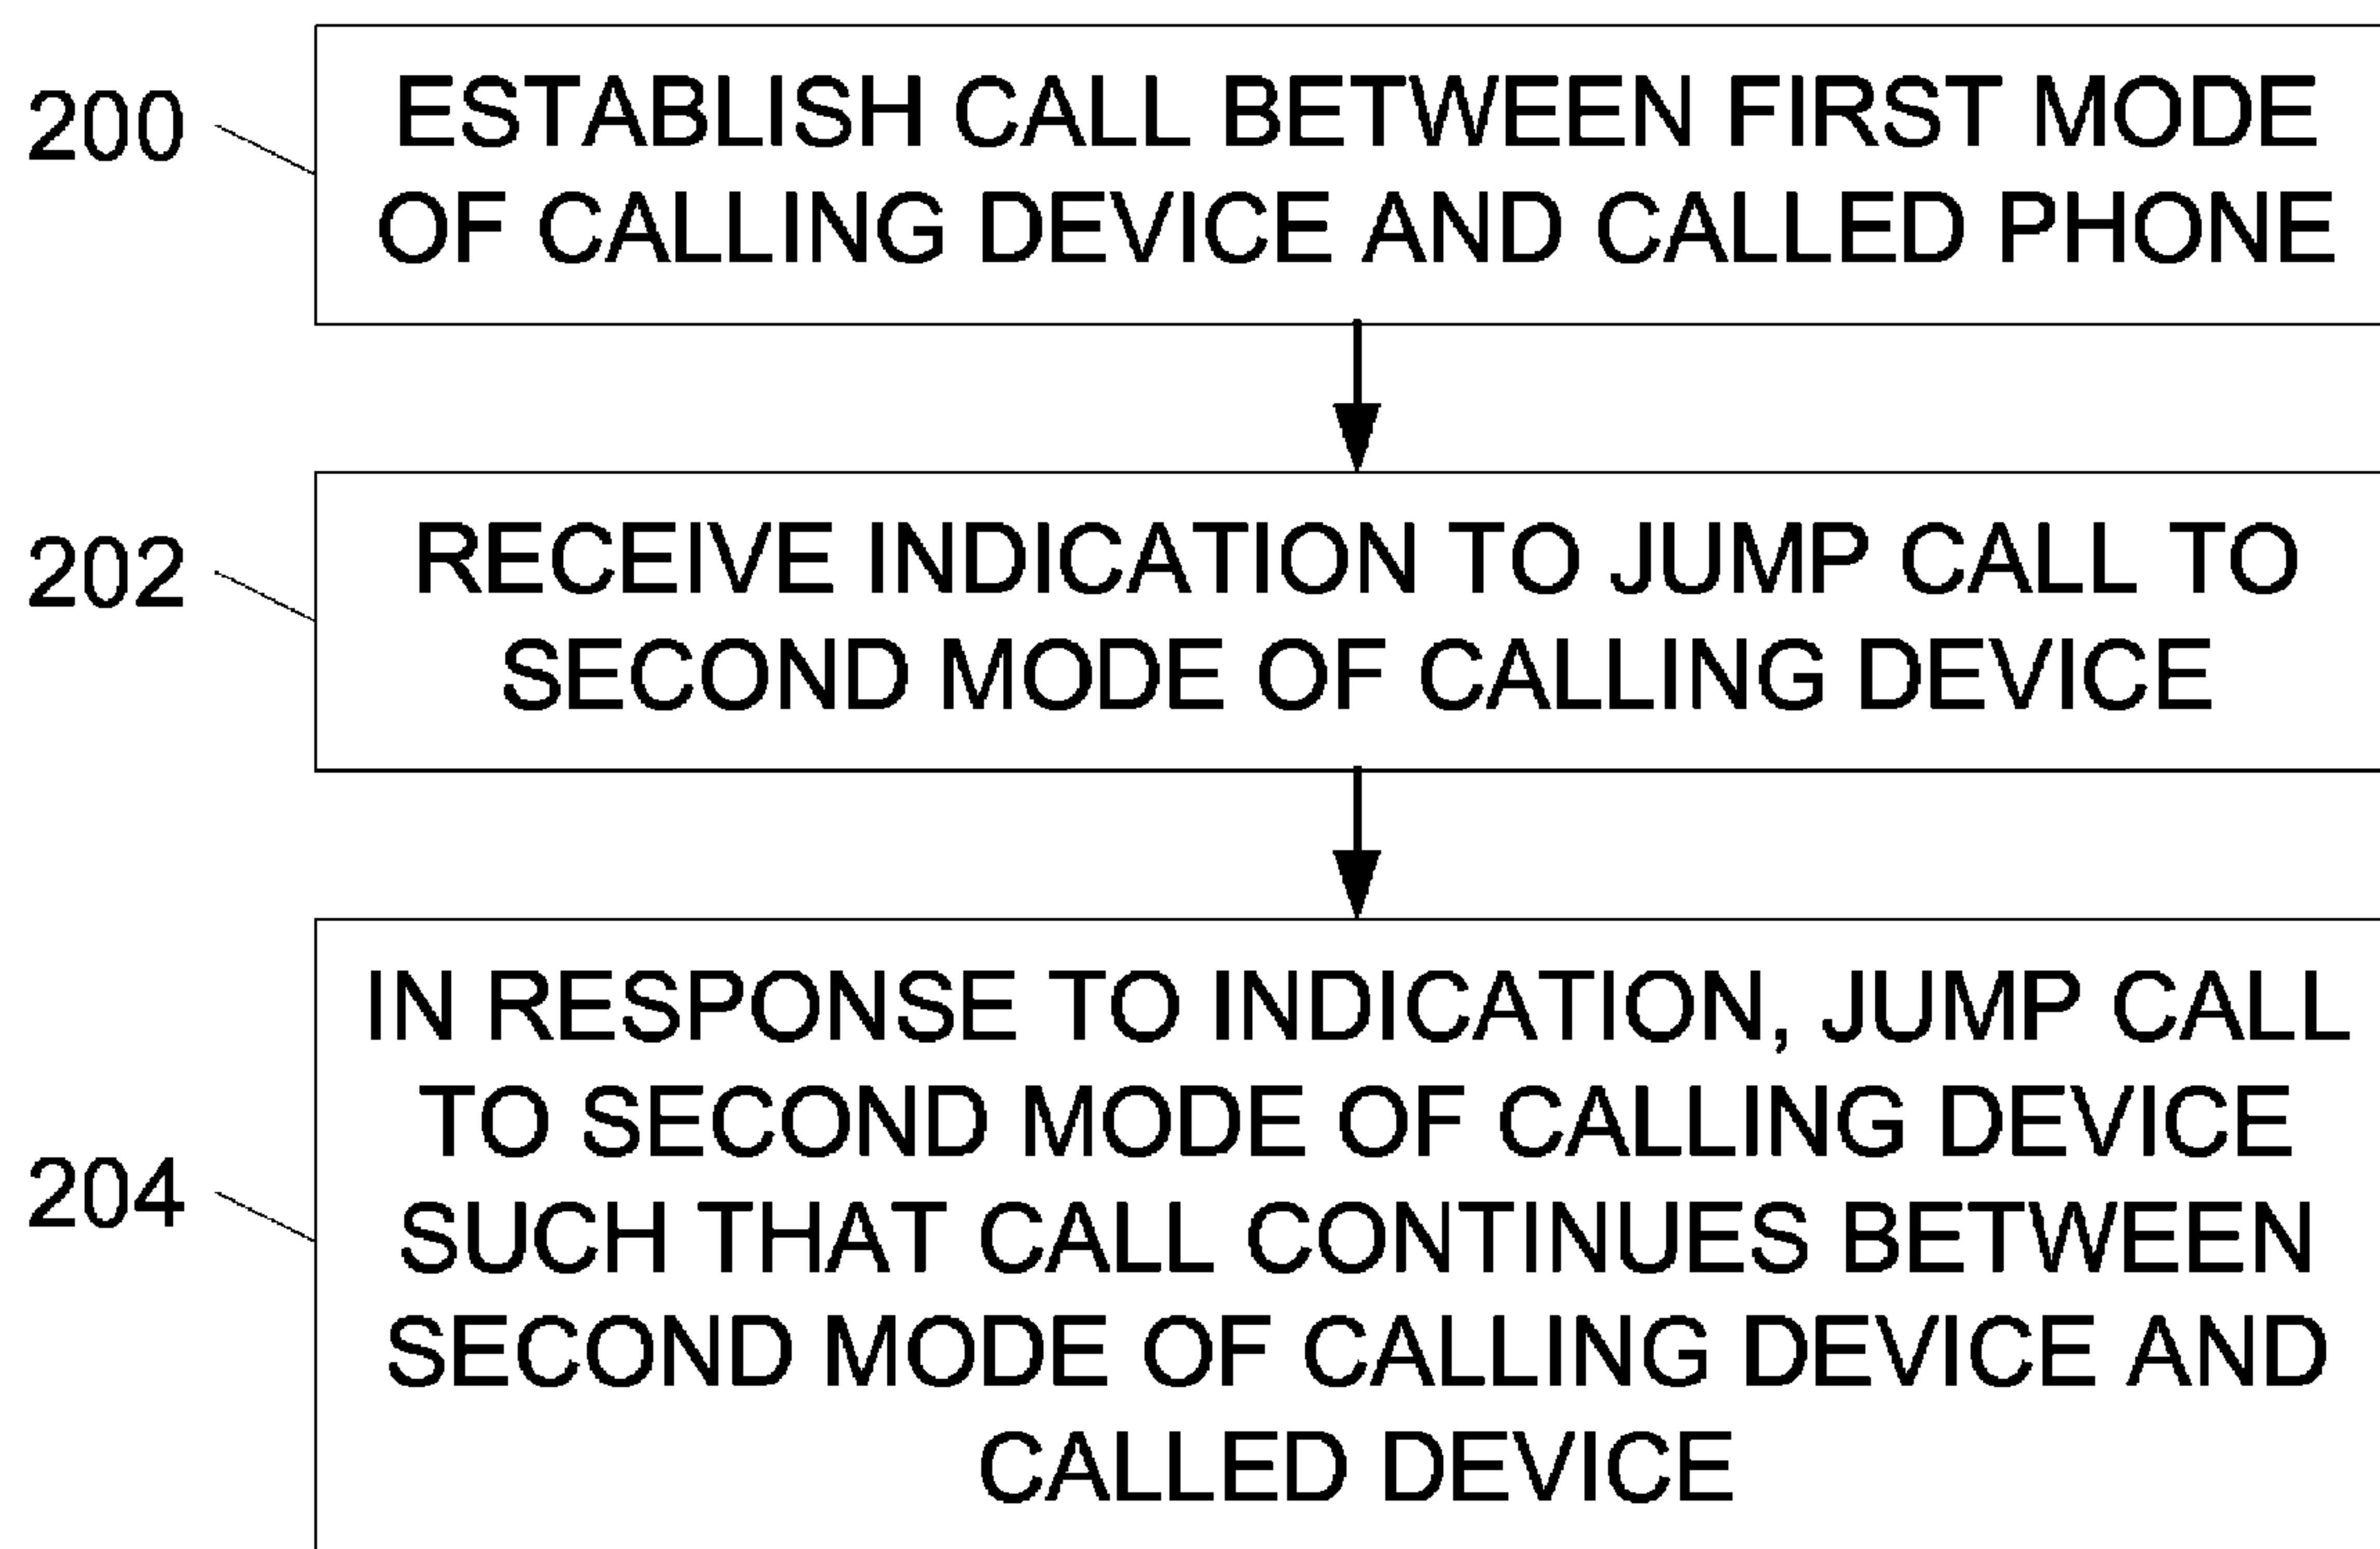 200
ESTABLISH CALL BETWEEN FIRST MODE
OF CALLING DEVICE AND CALLED PHONE
202
RECEIVE INDICATION TO JUMP CALL TO
SECOND MODE OF CALLING DEVICE
204
IN RESPONSE TO INDICATION, JUMP CALL
TO SECOND MODE OF CALLING DEVICE
SUCH THAT CALL CONTINUES BETWEEN
SECOND MODE OF CALLING DEVICE AND
CALLED DEVICE